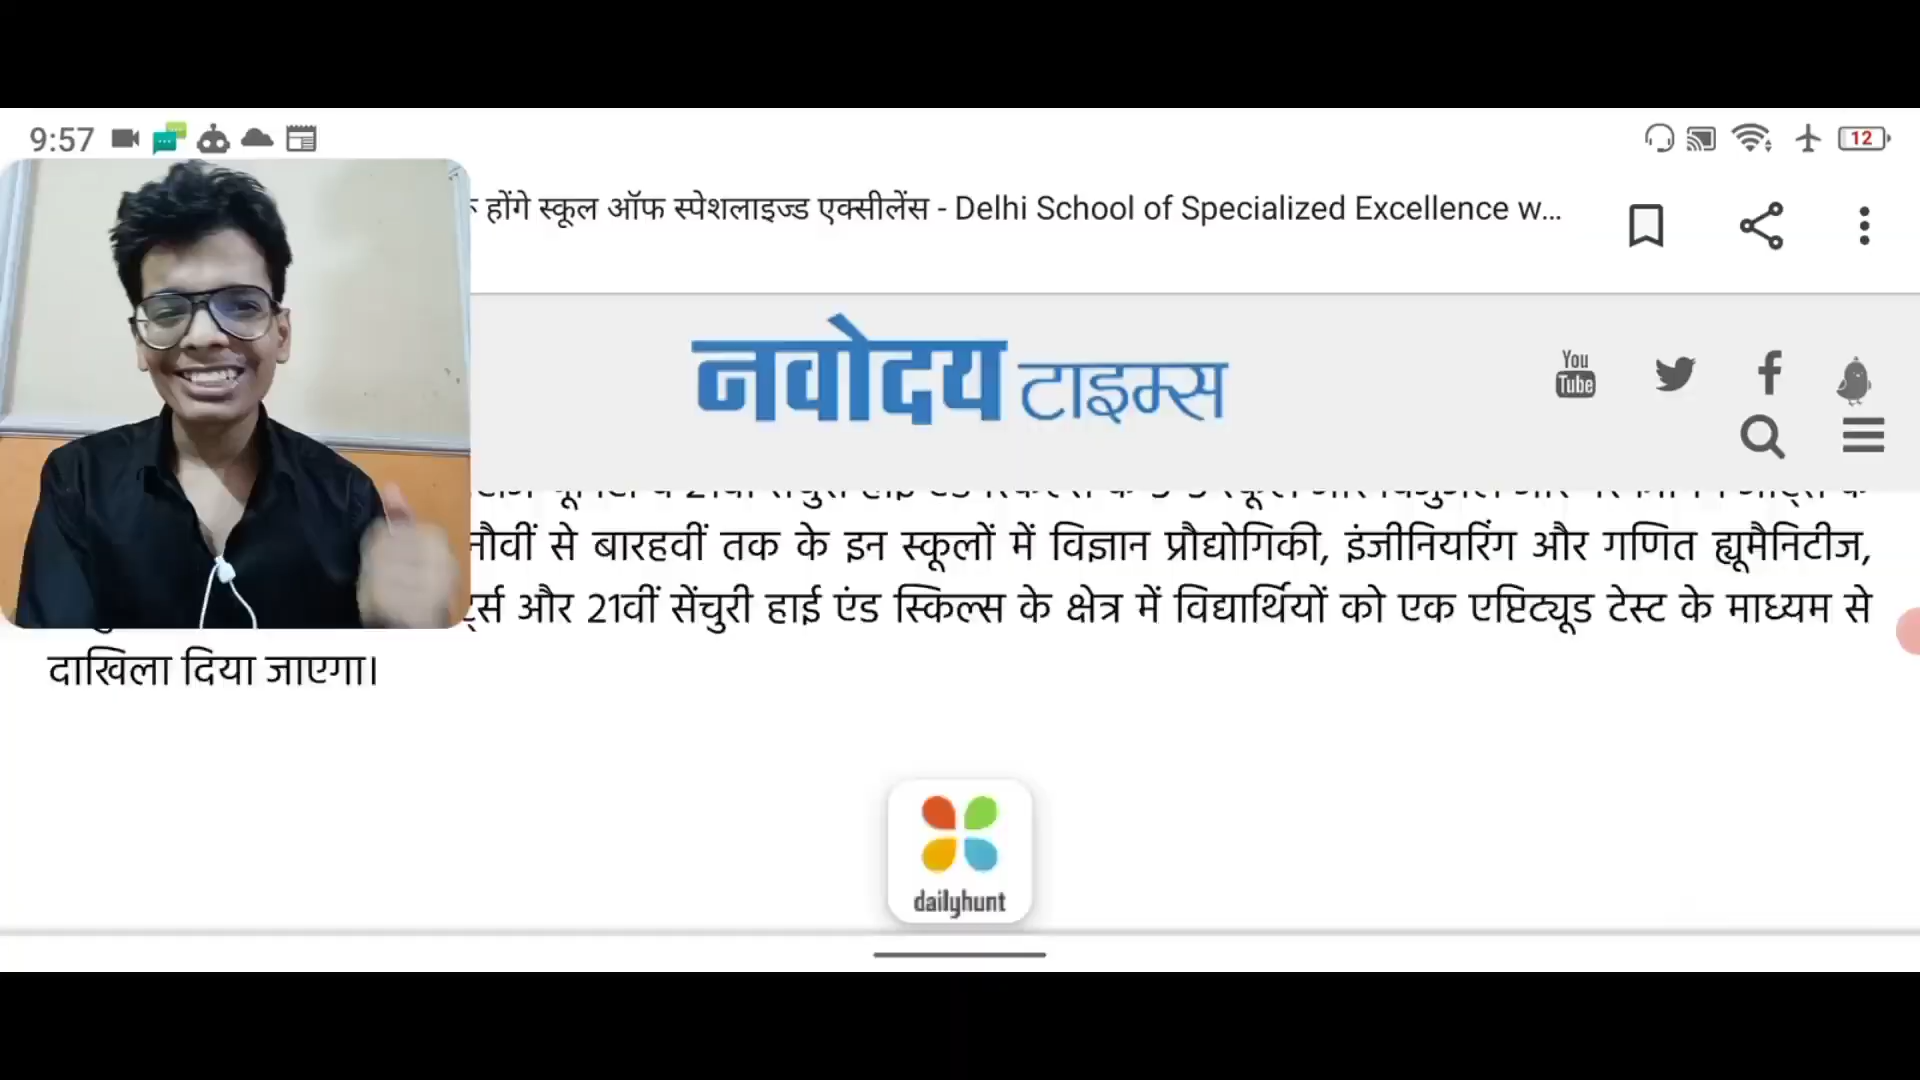 9:57
12
होंगे स्कूल ऑफ स्पेशलाइज्ड एक्सीलेंस - Delhi School of Specialized Excellence w...
नवोदय टाइम्स
You
Tube
नौवीं से बारहवीं तक के इन स्कूलों में विज्ञान प्रौद्योगिकी, इंजीनियरिंग और गणित ह्यूमैनिटीज,
और 21वीं सेंचुरी हाई एंड स्किल्स के क्षेत्र में विद्यार्थियों को एक एप्टिट्यूड टेस्ट के माध्यम से
दाखिला दिया जाएगा।
dailyhunt